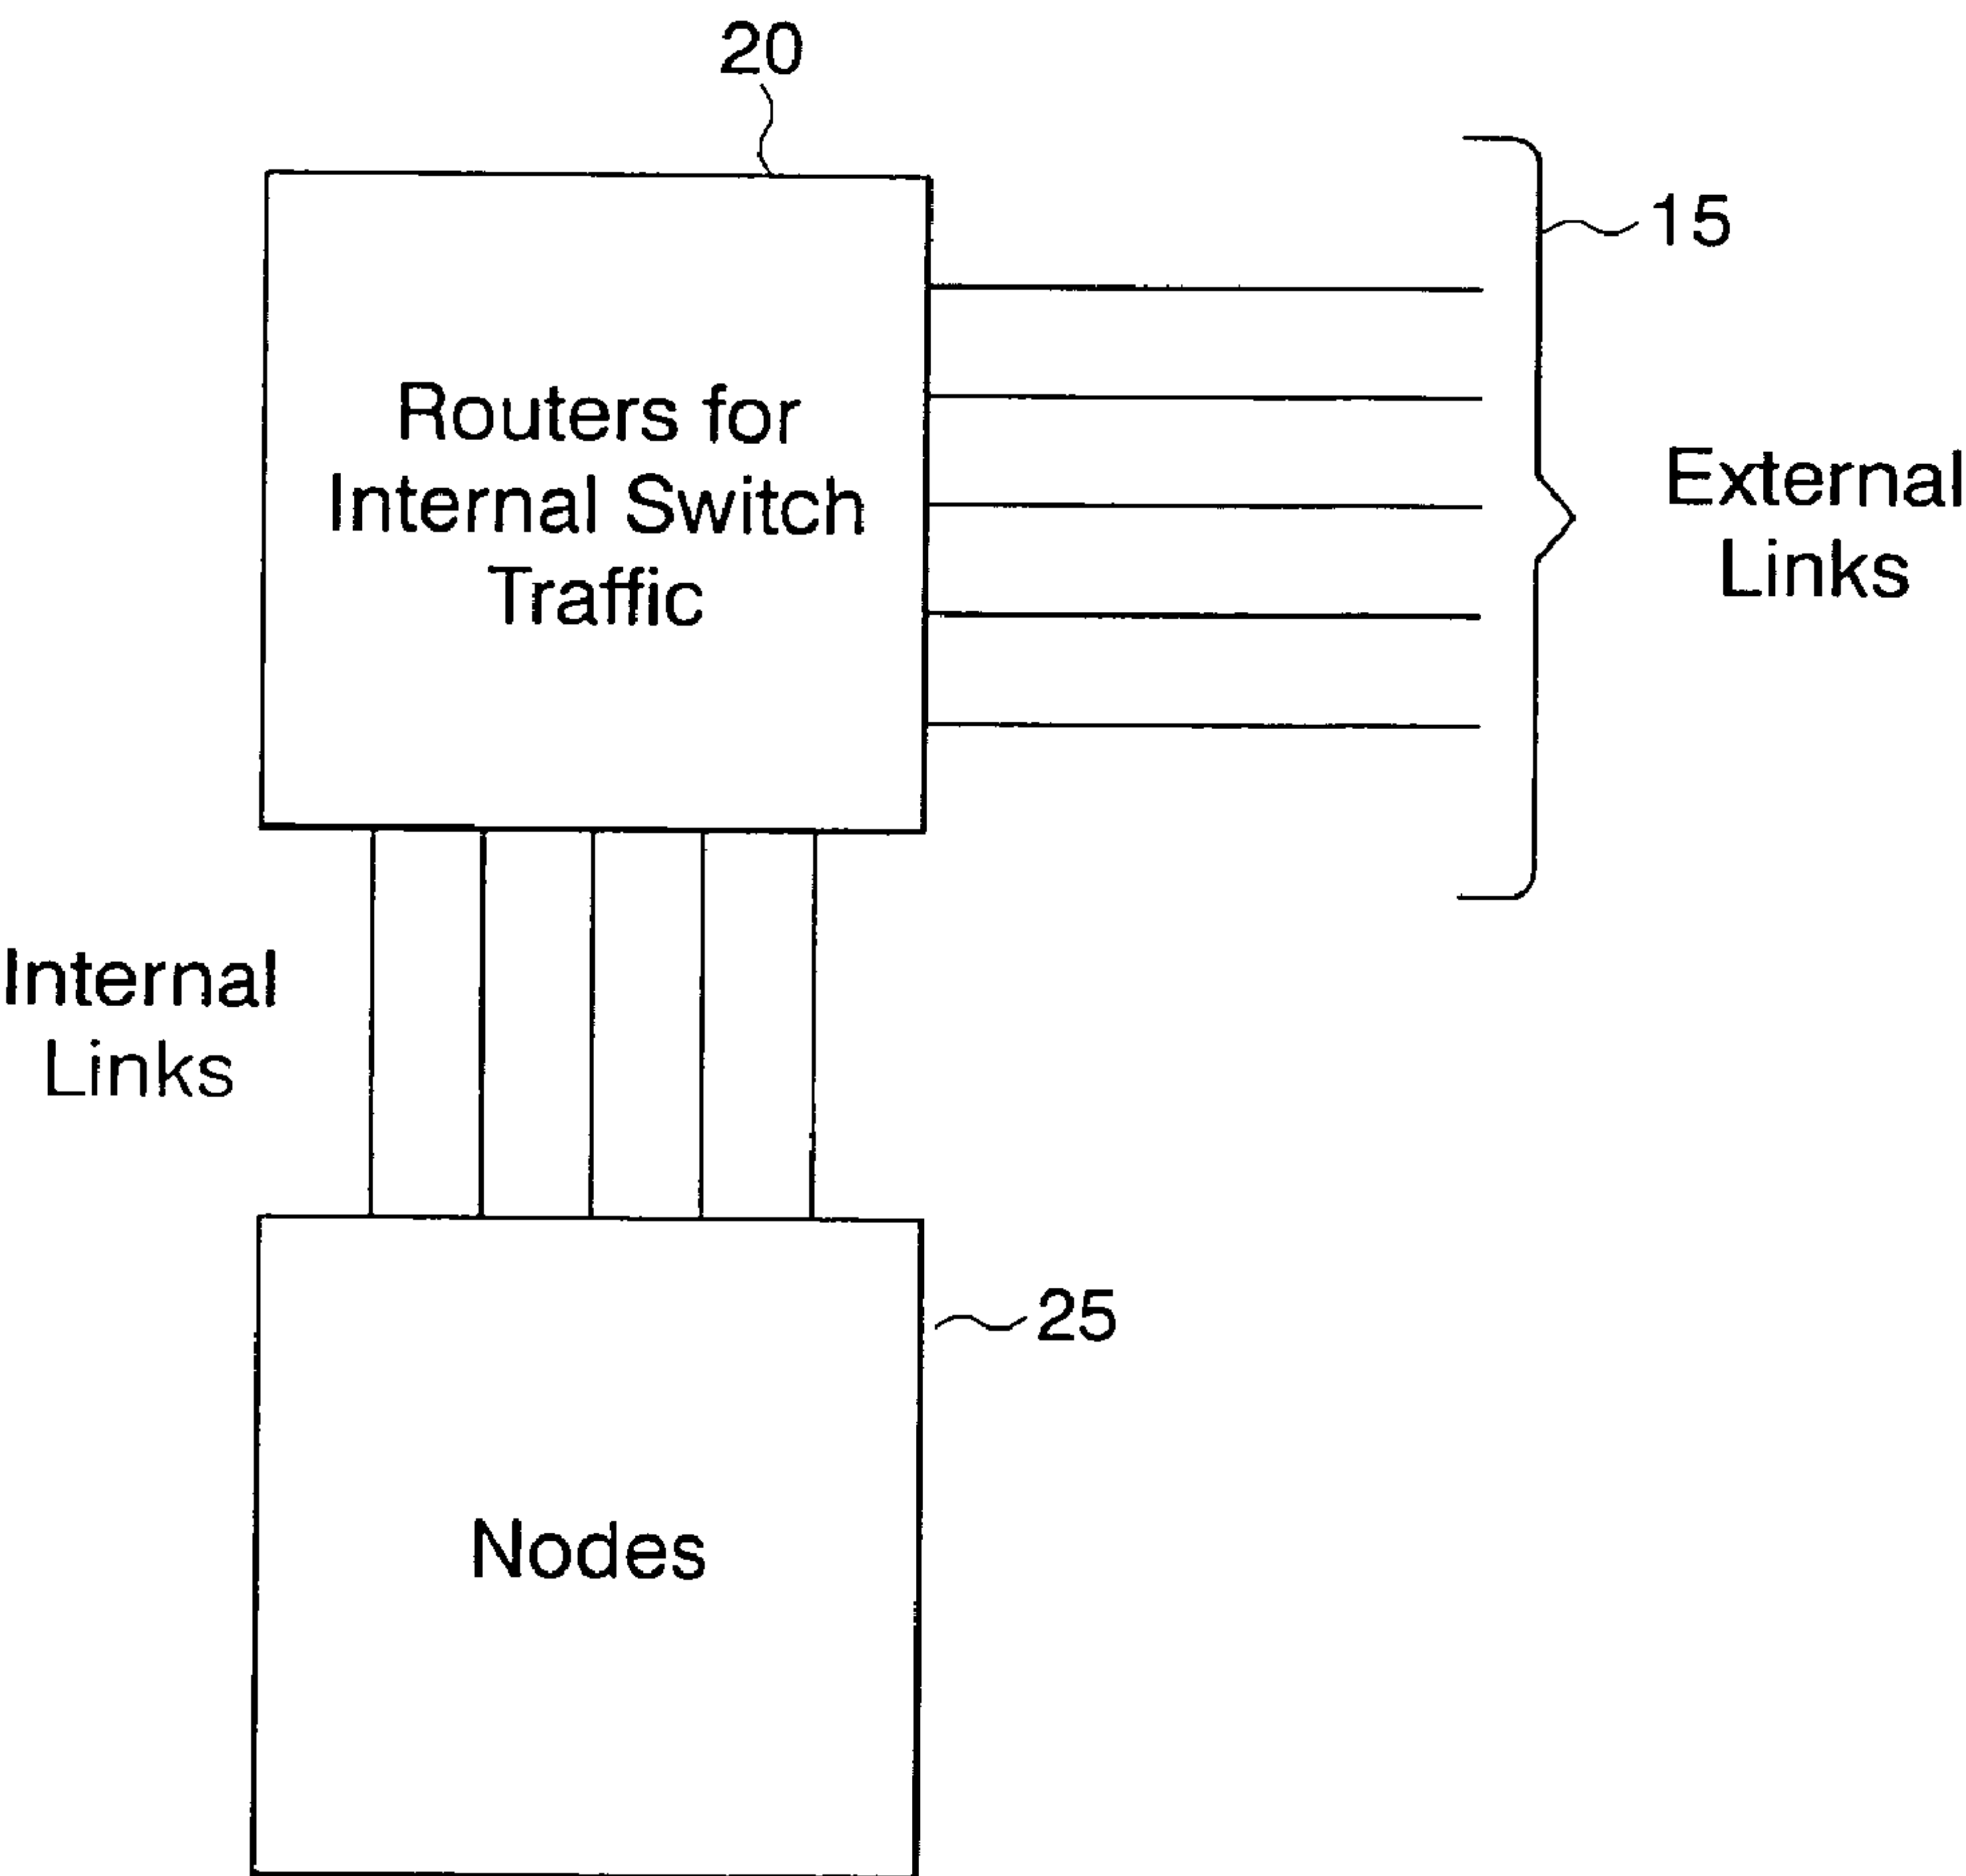 20
15
Routers for
Internal Switch
Traffic
External
Links
Internal
Links
25
Nodes